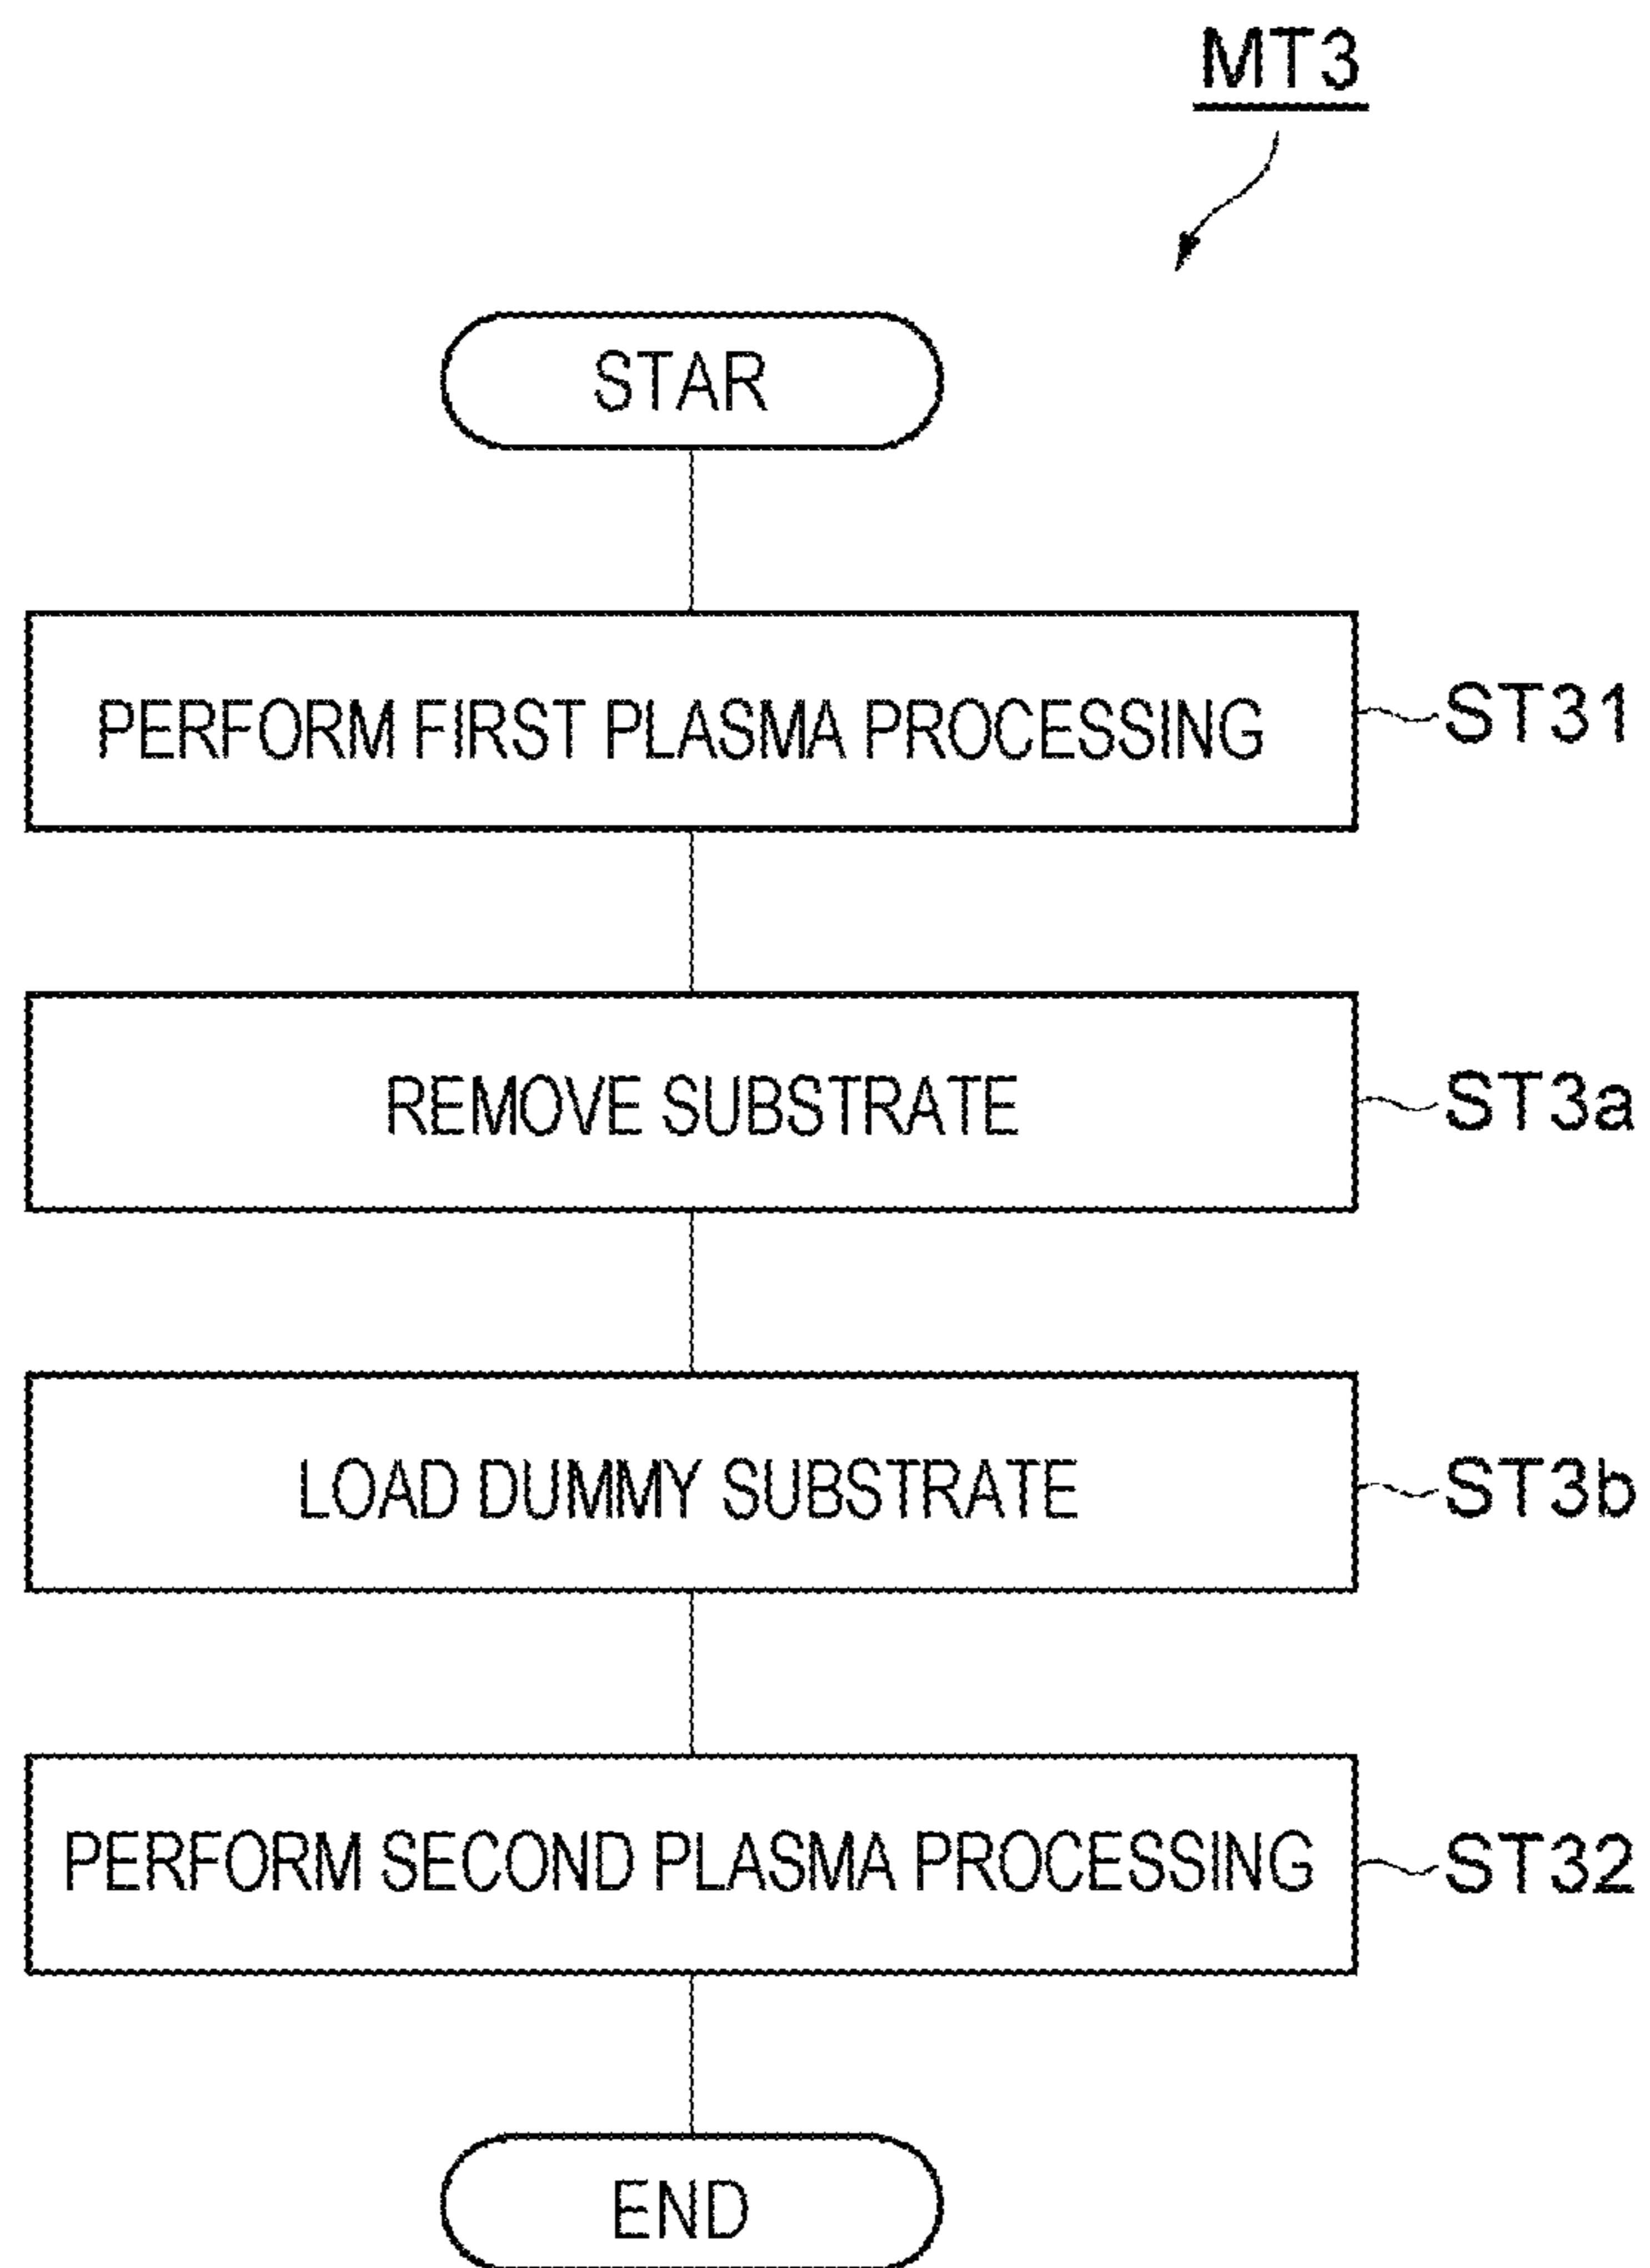 MT3
STAR
PERFORM FIRST PLASMA PROCESSING
ST31
REMOVE SUBSTRATE
ST3a
LOAD DUMMY SUBSTRATE
ST3b
PERFORM SECOND PLASMA PROCESSING
ST32
END